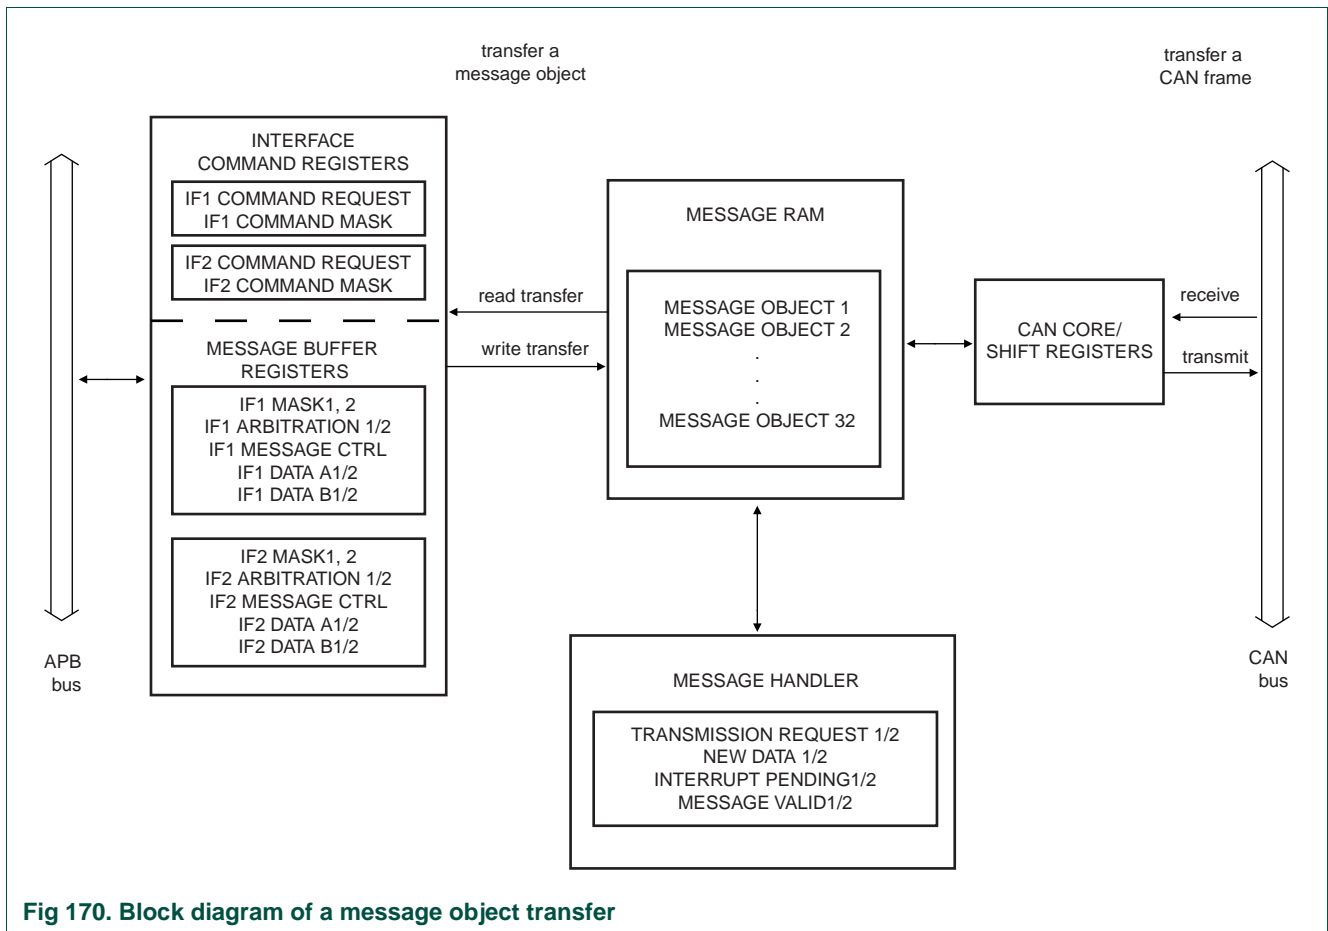 transfer a
message object
transfer a
CAN frame
INTERFACE
COMMAND REGISTERS
IF1 COMMAND REQUEST
IF1 COMMAND MASK
IF2 COMMAND REQUEST
IF2 COMMAND MASK
MESSAGE BUFFER
REGISTERS
IF1 MASK1, 2
IF1 ARBITRATION 1/2
IF1 MESSAGE CTRL
IF1 DATA A1/2
IF1 DATA B1/2
IF2 MASK1, 2
IF2 ARBITRATION 1/2
IF2 MESSAGE CTRL
IF2 DATA A1/2
IF2 DATA B1/2
APB
bus
read transfer
write transfer
MESSAGE RAM
MESSAGE OBJECT 1
MESSAGE OBJECT 2
.
.
.
MESSAGE OBJECT 32
CAN CORE/
SHIFT REGISTERS
receive
transmit
CAN
bus
MESSAGE HANDLER
TRANSMISSION REQUEST 1/2
NEW DATA 1/2
INTERRUPT PENDING1/2
MESSAGE VALID1/2
Fig 170. Block diagram of a message object transfer